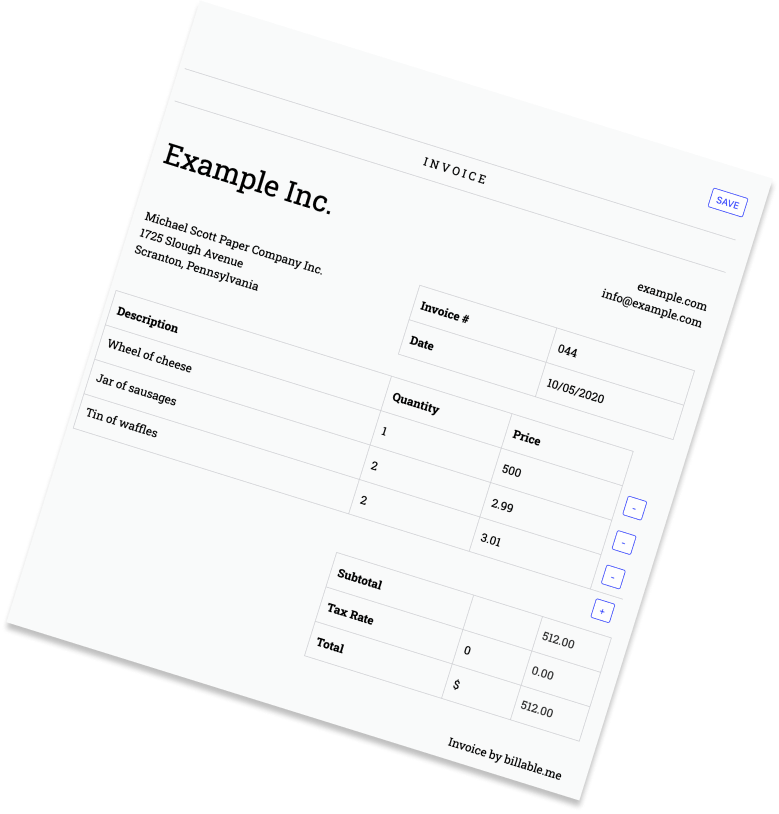 INVOICE
SAVE
Example Inc.
example.com
info@example.com
Michael Scott Paper Company Inc.
1725 Slough Avenue
Scranton, Pennsylvania
Invoice # 044
Date 10/05/2020
Description Quantity Price
Wheel of cheese 1 500
-
Jar of sausages 2 2.99
-
Tin of waffles 2 3.01
-
+
Subtotal 512.00
Tax Rate 0 0.00
Total $ 512.00
Invoice by billable.me